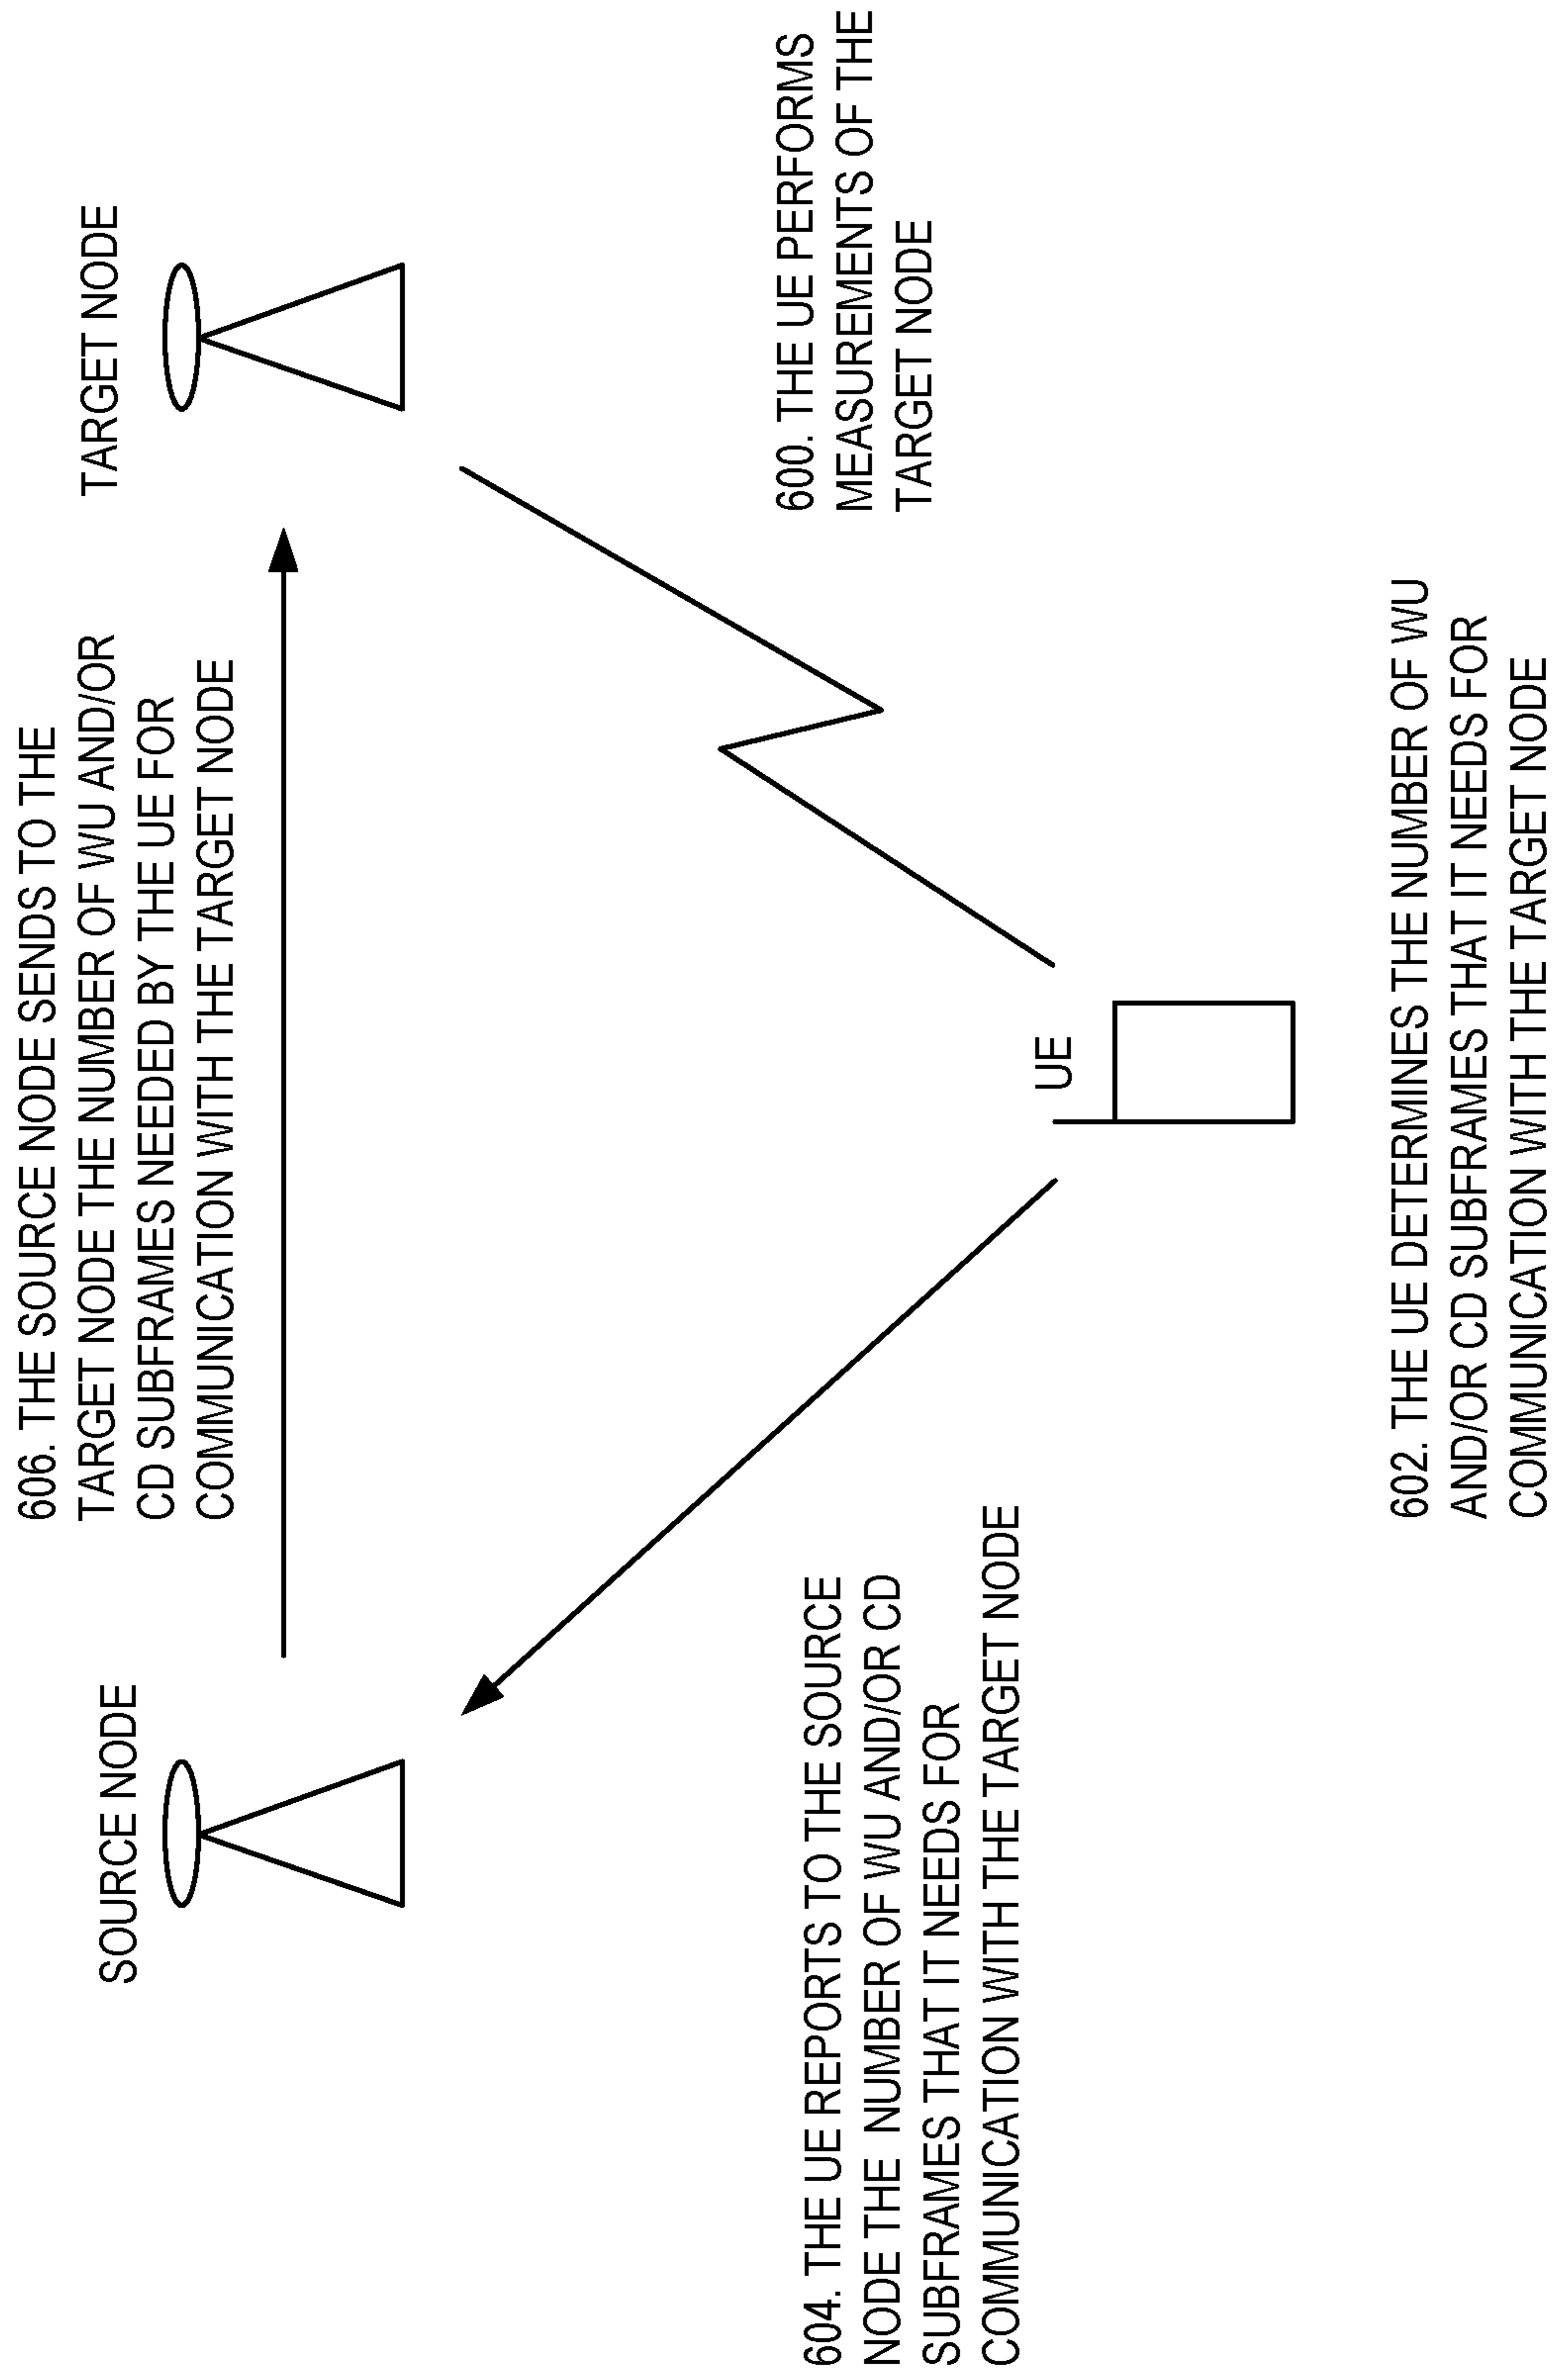 606. THE SOURCE NODE SENDS TO THE
TARGET NODE THE NUMBER OF WU AND/OR
CD SUBFRAMES NEEDED BY THE UE FOR
COMMUNICATION WITH THE TARGET NODE
SOURCE NODE
TARGET NODE
604. THE UE REPORTS TO THE SOURCE
NODE THE NUMBER OF WU AND/OR CD
SUBFRAMES THAT IT NEEDS FOR
COMMUNICATION WITH THE TARGET NODE
600. THE UE PERFORMS
MEASUREMENTS OF THE
TARGET NODE
UE
602. THE UE DETERMINES THE NUMBER OF WU
AND/OR CD SUBFRAMES THAT IT NEEDS FOR
COMMUNICATION WITH THE TARGET NODE